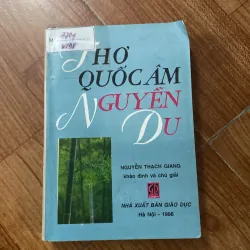 THƠ
QUỐC ÂM
NGUYỄN
DU
NGUYỄN THẠCH GIANG
khảo đính và chú giải
NHÀ XUẤT BẢN GIÁO DỤC
Hà Nội - 1996